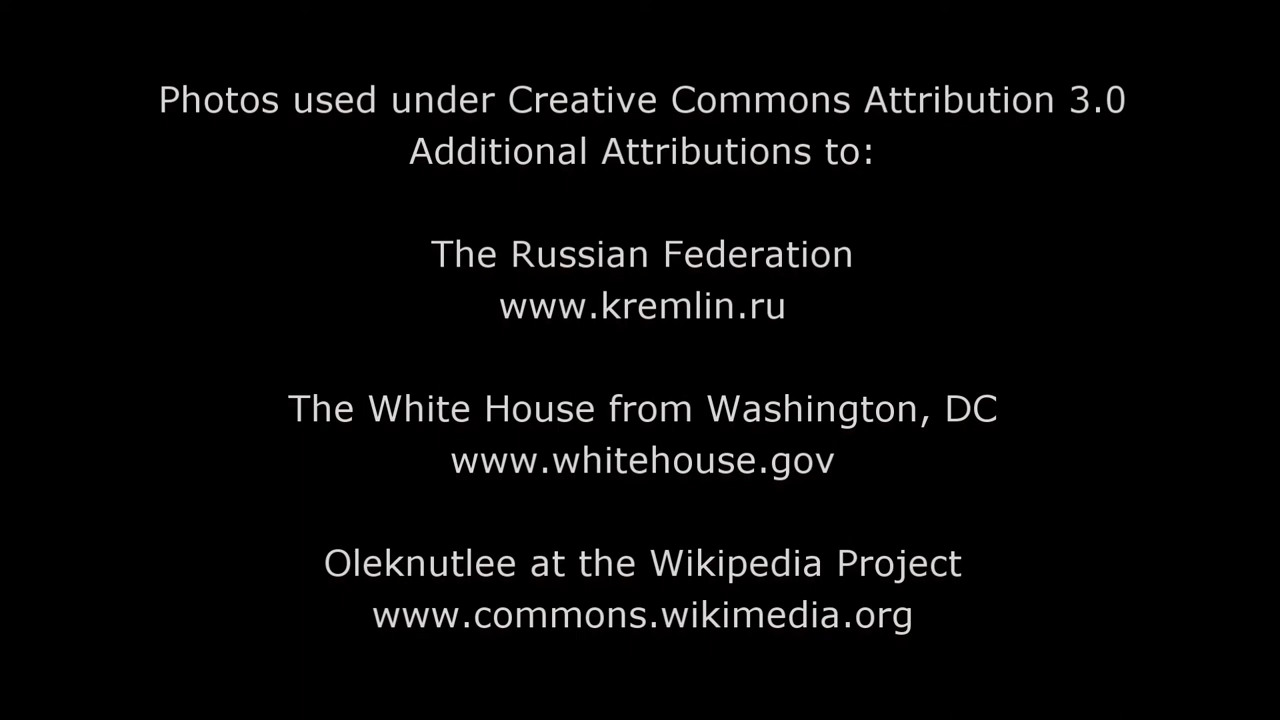 Photos used under Creative Commons Attribution 3.0
Additional Attributions to:
The Russian Federation
www.kremlin.ru
The White House from Washington, DC
www.whitehouse.gov
Oleknutlee at the Wikipedia Project
www.commons.wikimedia.org